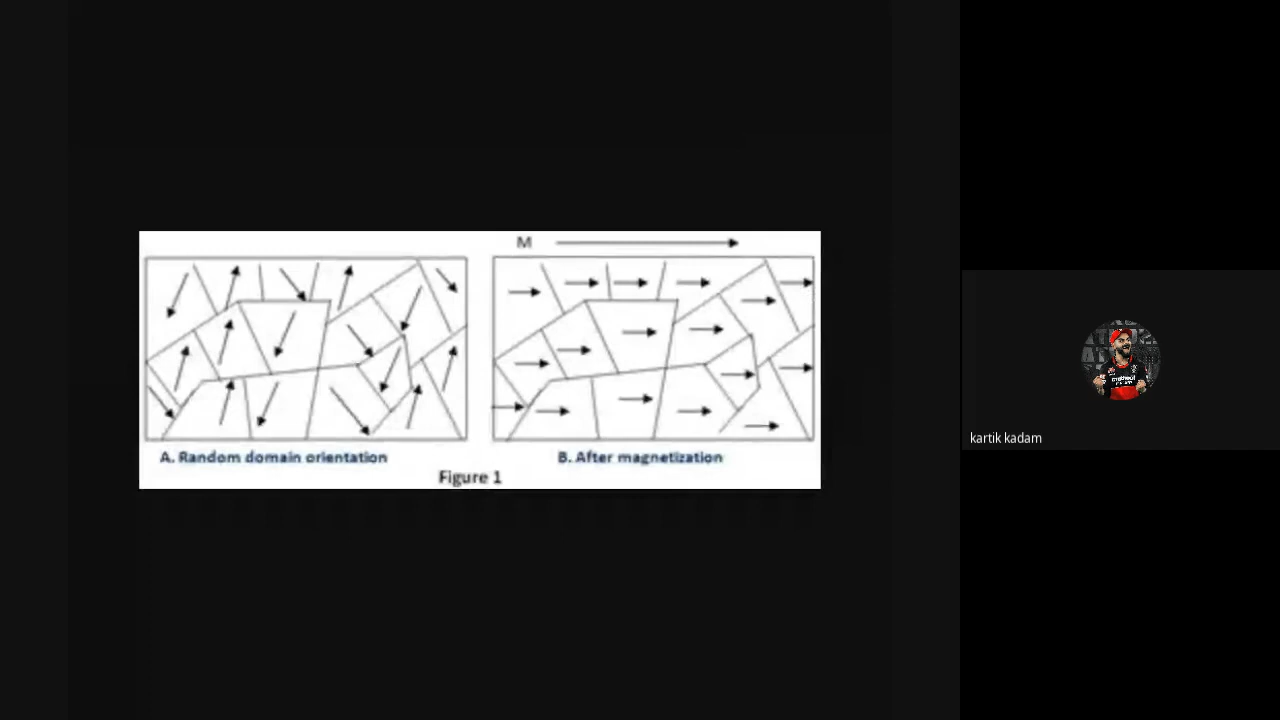 M
A. Random domain orientation
B. After magnetization
Figure 1
kartik kadam